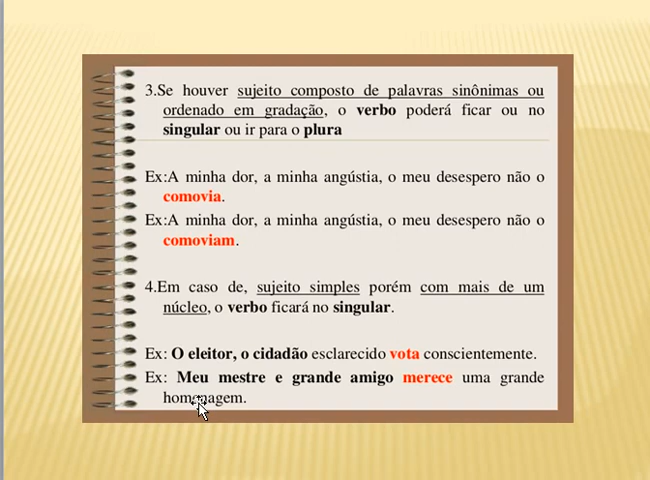 3.Se houver sujeito composto de palavras sinônimas ou
ordenado em gradação, o verbo poderá ficar ou no
singular ou ir para o plura
Ex:A minha dor, a minha angústia, o meu desespero não o
comovia.
Ex:A minha dor, a minha angústia, o meu desespero não o
comoviam.
4.Em caso de, sujeito simples porém com mais de um
núcleo, o verbo ficará no singular.
Ex: O eleitor, o cidadão esclarecido vota conscientemente.
Ex: Meu mestre e grande amigo merece uma grande
homenagem.